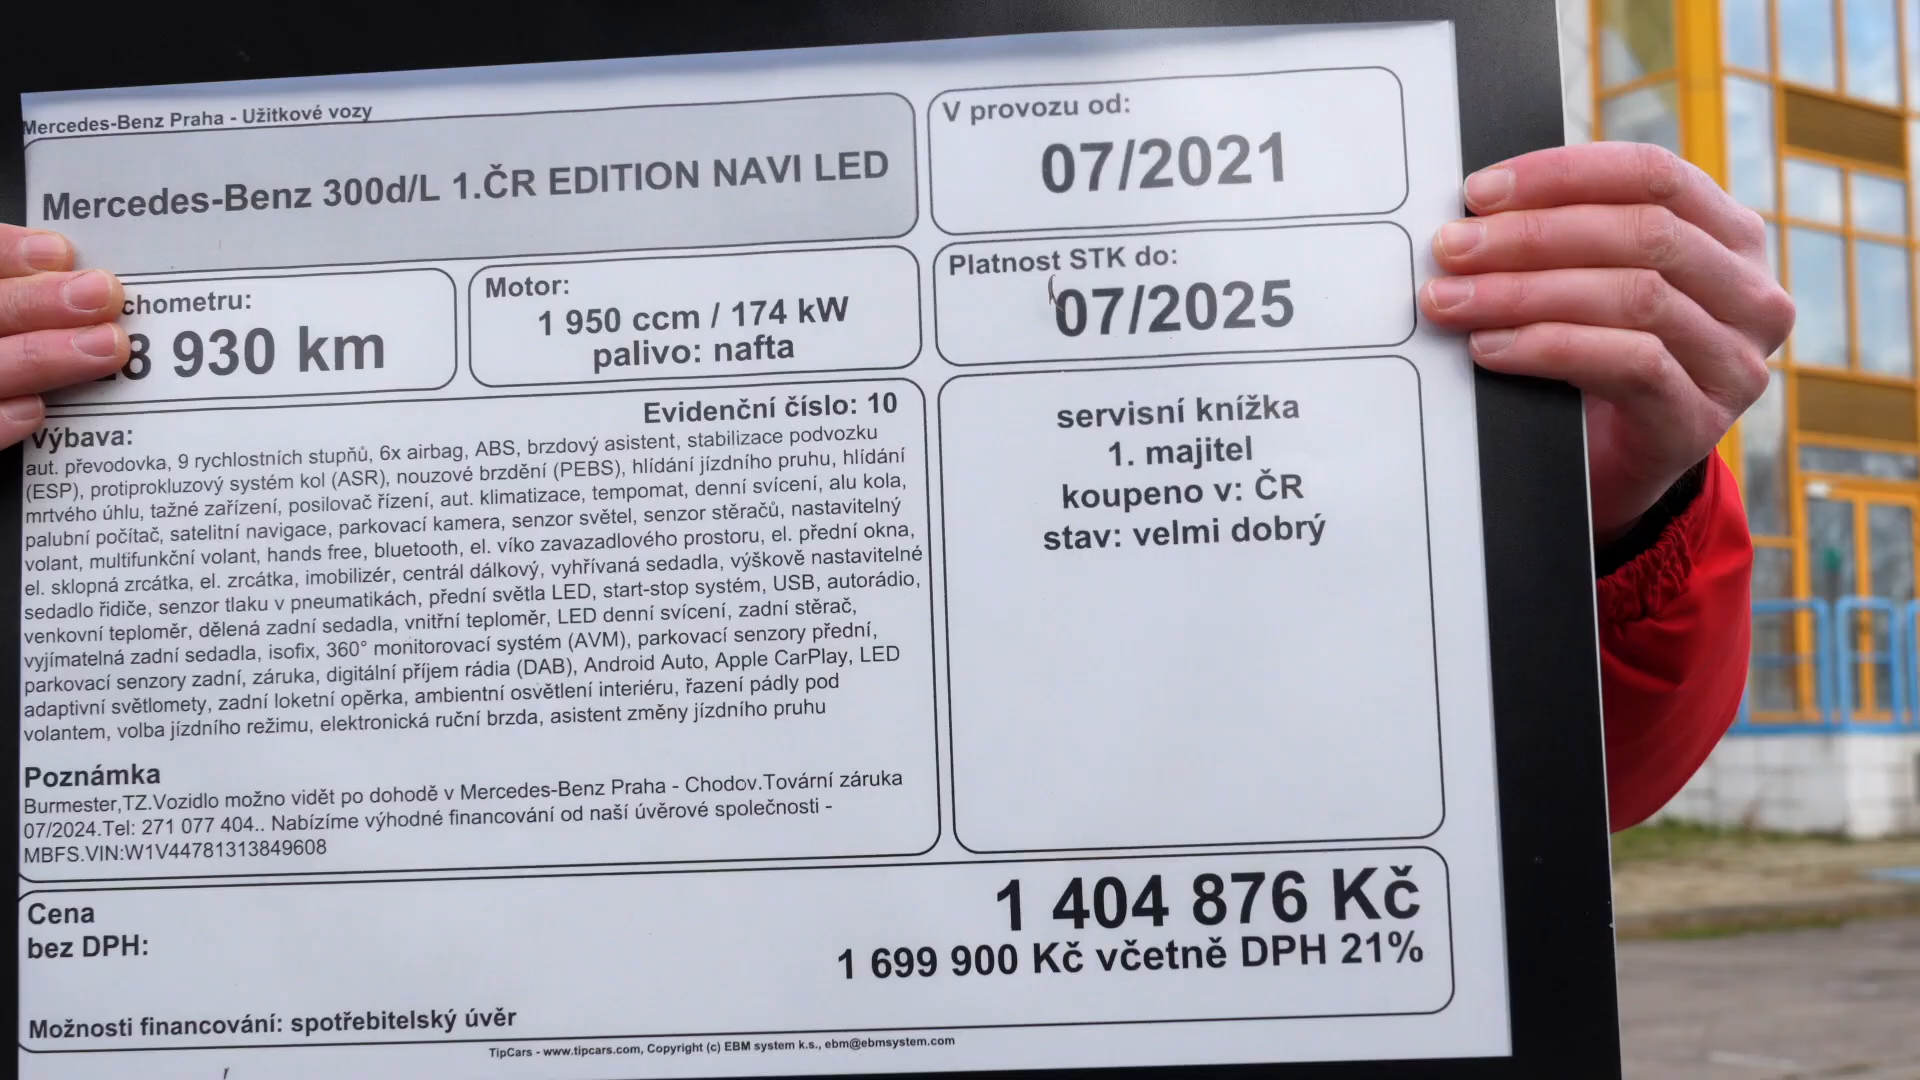 Mercedes-Benz Praha - Užitkové vozy
Mercedes-Benz 300d/L 1.ČR EDITION NAVI LED
V provozu od:
07/2021
chometru:
8 930 km
Motor:
1 950 ccm / 174 kW
palivo: nafta
Platnost STK do:
07/2025
Evidenční číslo: 10
Výbava:
aut. převodovka, 9 rychlostních stupňů, 6x airbag, ABS, brzdový asistent, stabilizace podvozku
(ESP), protiprokluzový systém kol (ASR), nouzové brzdění (PEBS), hlídání jízdního pruhu, hlídání
mrtvého úhlu, tažné zařízení, posilovač řízení, aut. klimatizace, tempomat, denní svícení, alu kola,
palubní počítač, satelitní navigace, parkovací kamera, senzor světel, senzor stěračů, nastavitelný
volant, multifunkční volant, hands free, bluetooth, el. víko zavazadlového prostoru, el. přední okna,
el. sklopná zrcátka, el. zrcátka, imobilizér, centrál dálkový, vyhřívaná sedadla, výškově nastavitelné
sedadlo řidiče, senzor tlaku v pneumatikách, přední světla LED, start-stop systém, USB, autorádio,
venkovní teploměr, dělená zadní sedadla, vnitřní teploměr, LED denní svícení, zadní stěrač,
vyjímatelná zadní sedadla, isofix, 360° monitorovací systém (AVM), parkovací senzory přední,
parkovací senzory zadní, záruka, digitální příjem rádia (DAB), Android Auto, Apple CarPlay, LED
adaptivní světlomety, zadní loketní opěrka, ambientní osvětlení interiéru, řazení pádly pod
volantem, volba jízdního režimu, elektronická ruční brzda, asistent změny jízdního pruhu
Poznámka
Burmester,TZ.Vozidlo možno vidět po dohodě v Mercedes-Benz Praha - Chodov.Tovární záruka
07/2024.Tel: 271 077 404.. Nabízíme výhodné financování od naší úvěrové společnosti -
MBFS.VIN:W1V44781313849608
servisní knížka
1. majitel
koupeno v: ČR
stav: velmi dobrý
Cena
bez DPH:
1 404 876 Kč
1 699 900 Kč včetně DPH 21%
Možnosti financování: spotřebitelský úvěr
TipCars - www.tipcars.com, Copyright (c) EBM system k.s., ebm@ebmsystem.com